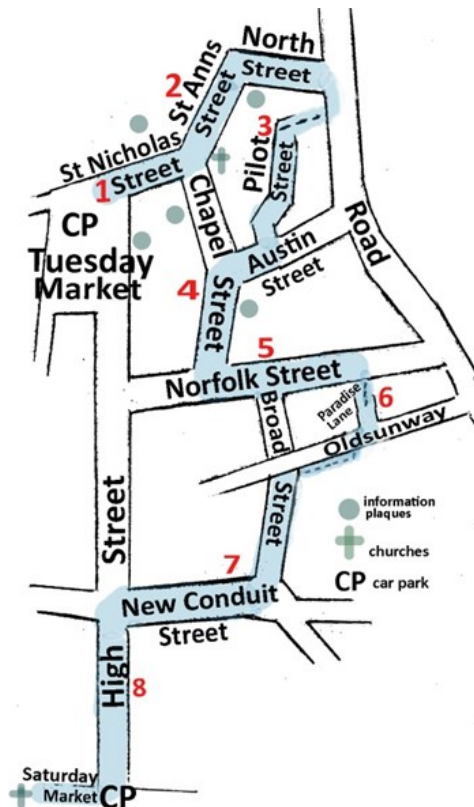 North
Street
St Anns
Street
2
3
St Nicholas
Street
1
Pilot
Street
CP
Tuesday
Market
Chapel
Street
4
Austin
Street
Road
5
Norfolk Street
Broad
Street
Paradise
Lane
6
Oldsunway
information
plaques
churches
CP car park
High
Street
7
New Conduit
Street
8
Saturday
Market
CP